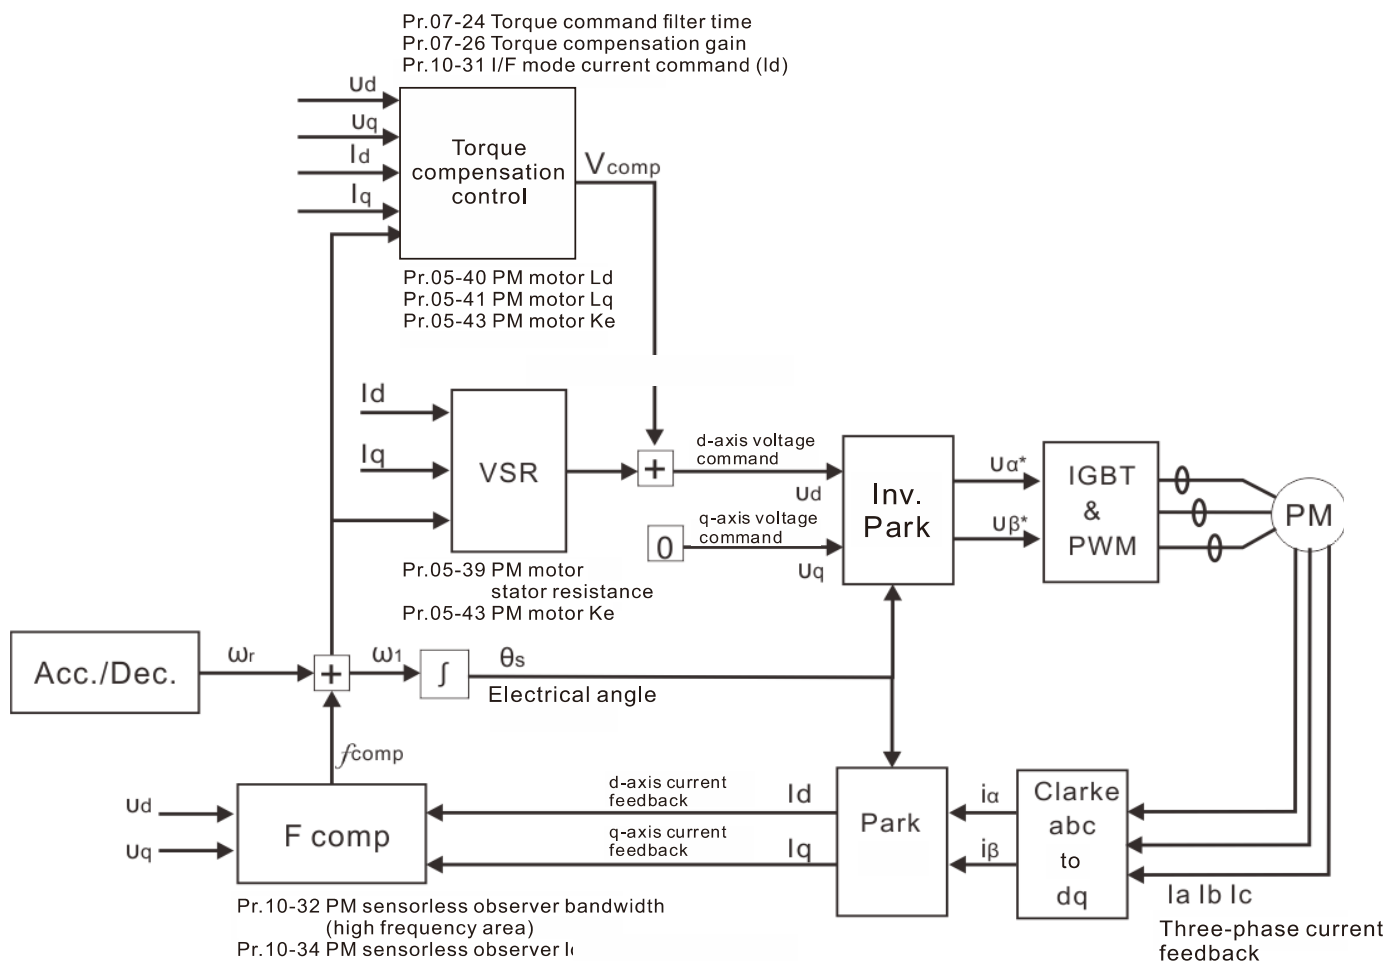 Pr.07-24 Torque command filter time
Pr.07-26 Torque compensation gain
Pr.10-31 I/F mode current command (Id)
ud
uq
Id
Iq
Torque
compensation
control
Vcomp
Pr.05-40 PM motor Ld
Pr.05-41 PM motor Lq
Pr.05-43 PM motor Ke
Id
Iq
VSR
+
d-axis voltage
command
ud
0
q-axis voltage
command
uq
Inv.
Park
uα*
uβ*
IGBT
&
PWM
PM
Pr.05-39 PM motor
stator resistance
Pr.05-43 PM motor Ke
Acc./Dec.
ωr
+
ω1
∫
θs
Electrical angle
fcomp
ud
uq
F comp
d-axis current
feedback
Id
q-axis current
feedback
Iq
Park
iα
iβ
Clarke
abc
to
dq
Ia Ib Ic
Three-phase current
feedback
Pr.10-32 PM sensorless observer bandwidth
(high frequency area)
Pr.10-34 PM sensorless observer